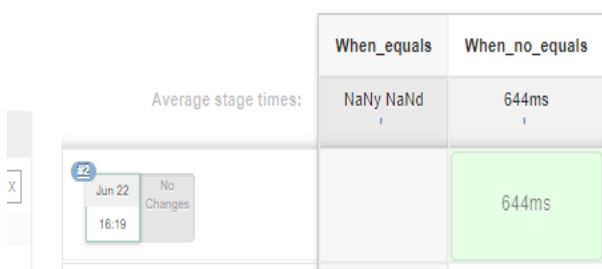 When_equals When_no_equals
Average stage times: NaNy NaNd 644ms
#2
Jun 22 No
Changes
16:19
644ms
X